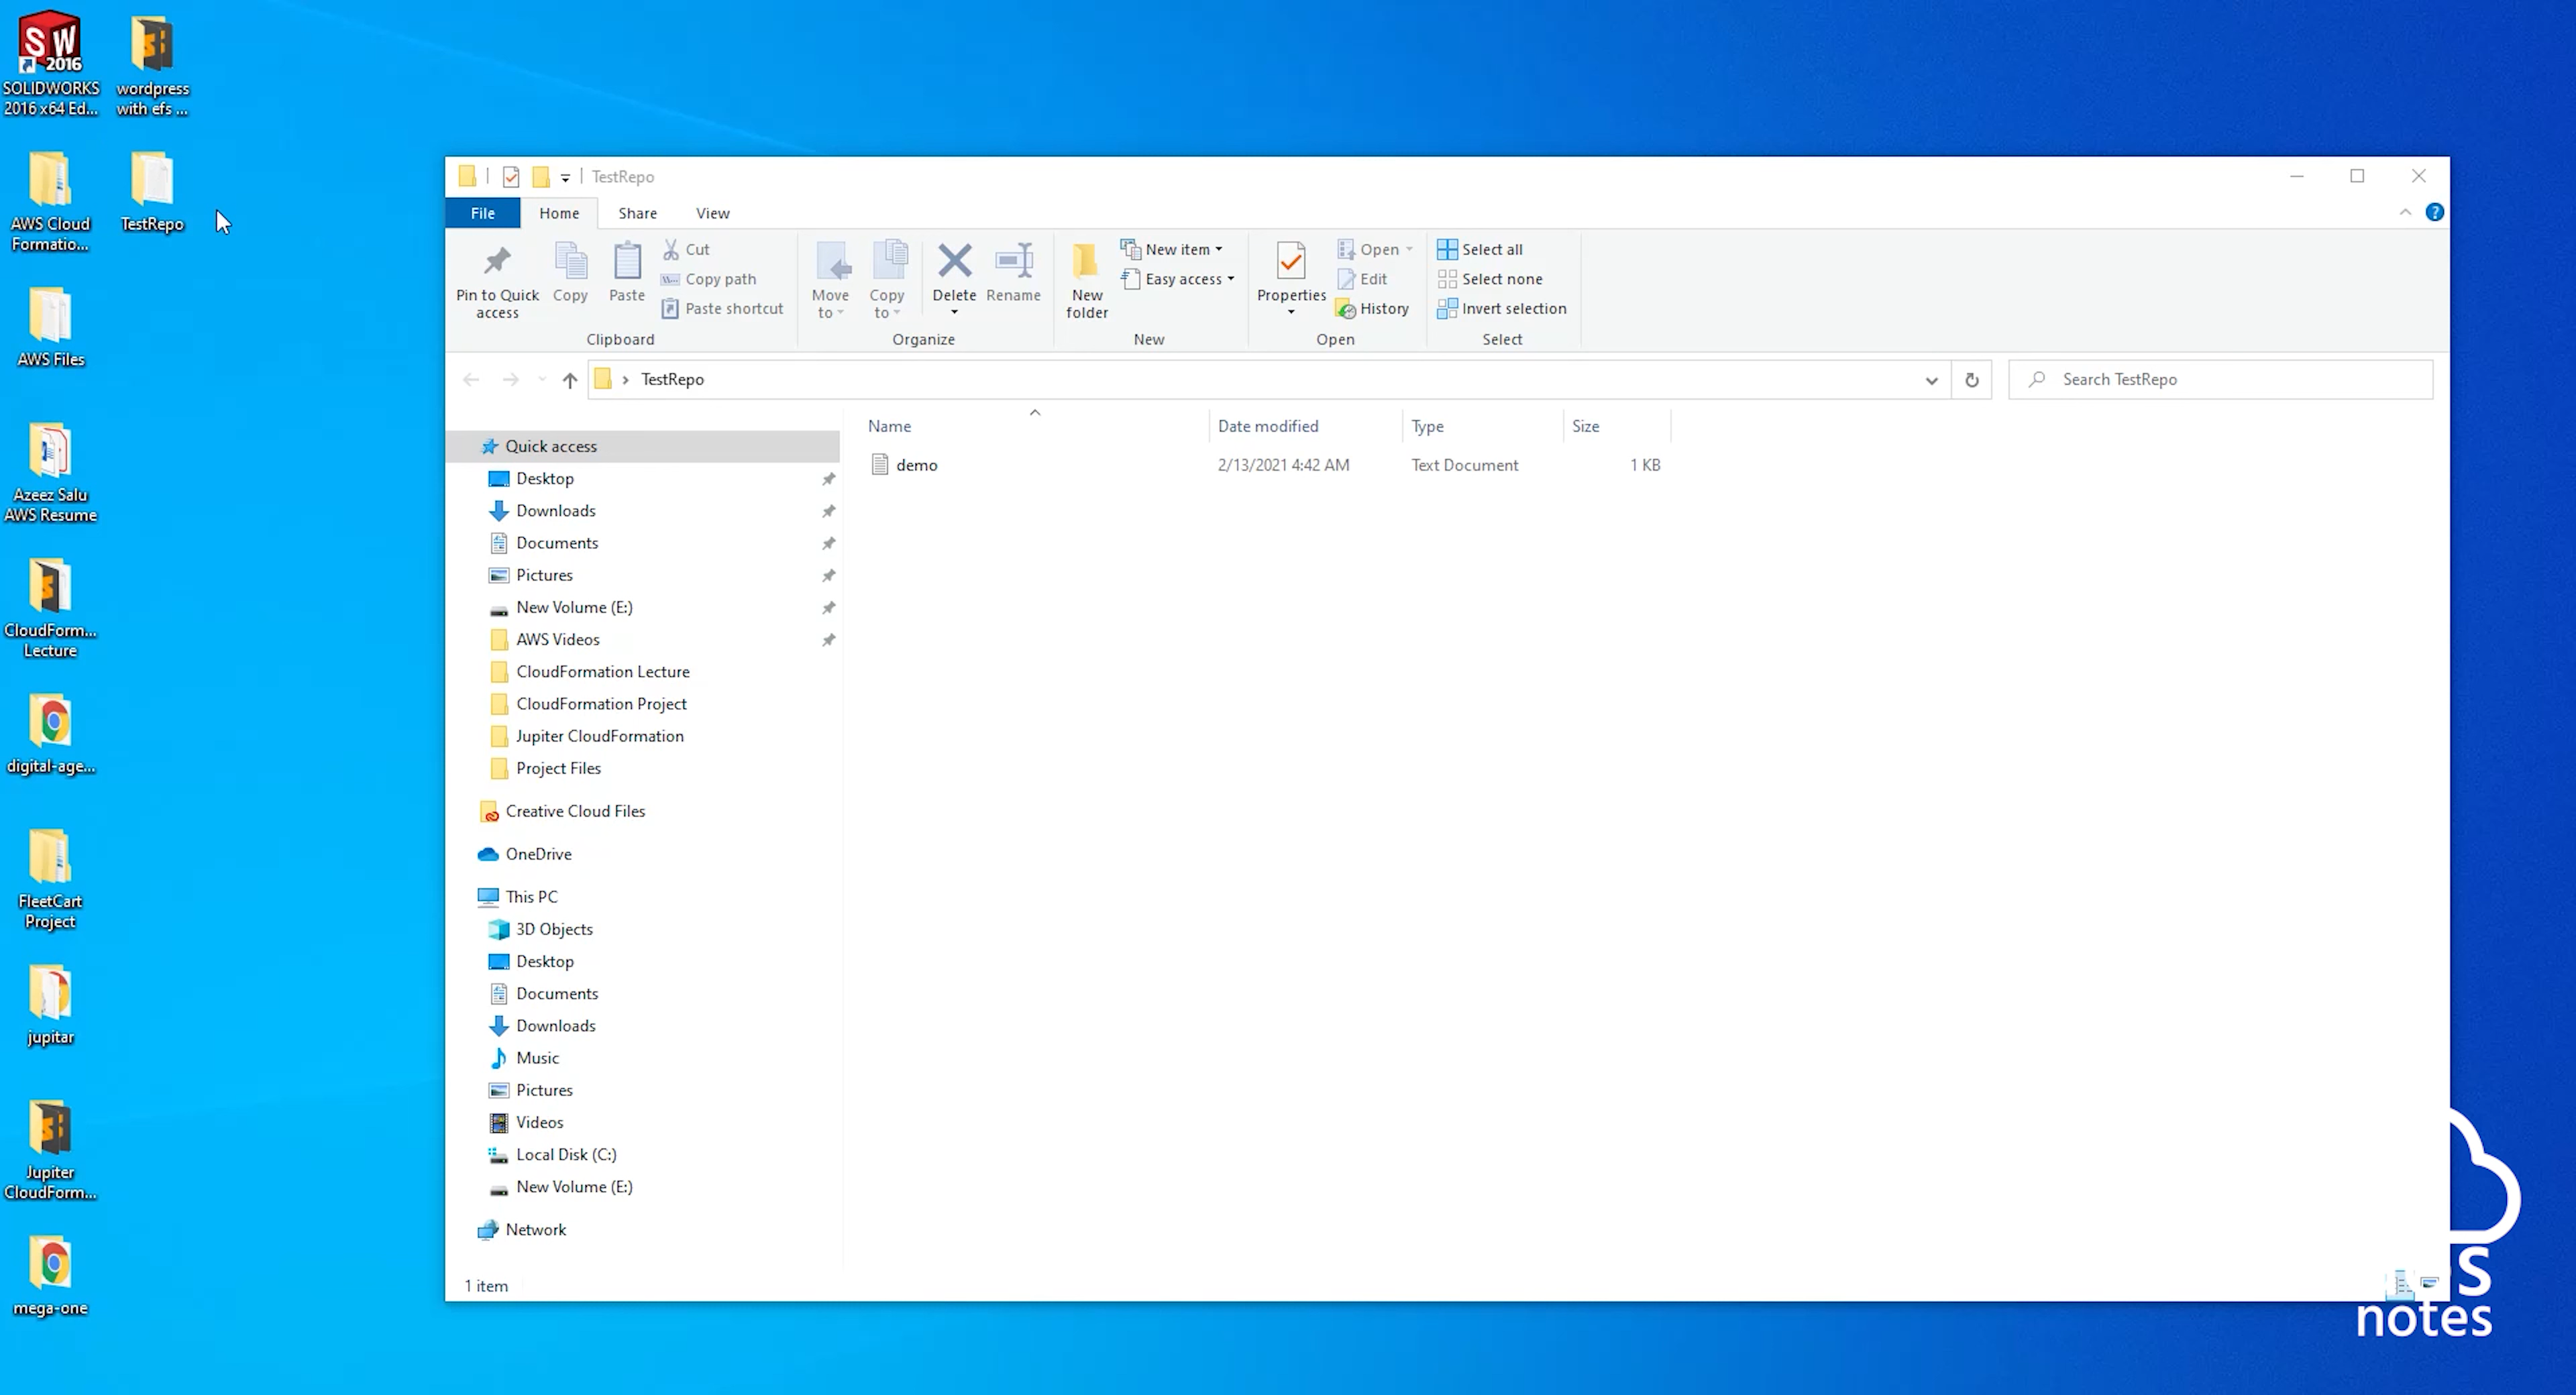 SW
2016
SOLIDWORKS
2016 x64 Ed...
wordpress
with efs ...
AWS Cloud
Formatio...
TestRepo
AWS Files
Azeez Salu
AWS Resume
CloudForm...
Lecture
digital-age...
FleetCart
Project
jupitar
Jupiter
CloudForm...
mega-one
TestRepo
File
Home
Share
View
Pin to Quick
access
Copy
Paste
Cut
Copy path
Paste shortcut
Clipboard
Move
to
Copy
to
Delete
Rename
Organize
New
folder
New item
Easy access
New
Properties
Open
Edit
History
Open
Select all
Select none
Invert selection
Select
TestRepo
Search TestRepo
Name
Date modified
Type
Size
demo
2/13/2021 4:42 AM
Text Document
1 KB
Quick access
Desktop
Downloads
Documents
Pictures
New Volume (E:)
AWS Videos
CloudFormation Lecture
CloudFormation Project
Jupiter CloudFormation
Project Files
Creative Cloud Files
OneDrive
This PC
3D Objects
Desktop
Documents
Downloads
Music
Pictures
Videos
Local Disk (C:)
New Volume (E:)
Network
1 item
notes